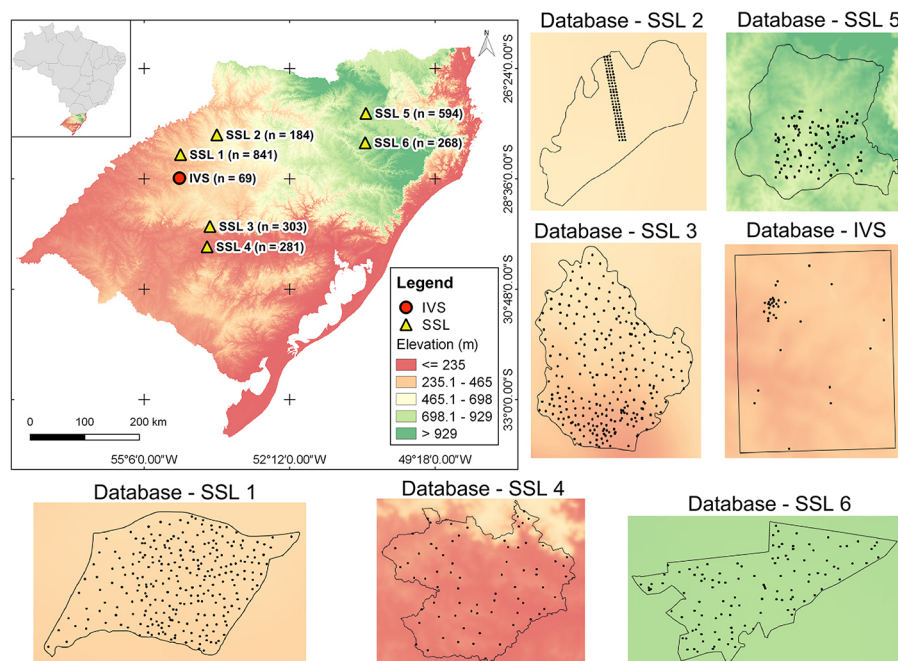 Database - SSL 2
Database - SSL 5
N
26°24'0.00"S
28°36'0.00"S
30°48'0.00"S
33°0'0.00"S
SSL 5 (n = 594)
SSL 2 (n = 184)
SSL 6 (n = 268)
SSL 1 (n = 841)
IVS (n = 69)
SSL 3 (n = 303)
SSL 4 (n = 281)
Legend
IVS
SSL
Elevation (m)
<= 235
235.1 - 465
465.1 - 698
698.1 - 929
> 929
0 100 200 km
55°6'0.00"W 52°12'0.00"W 49°18'0.00"W
Database - SSL 3
Database - IVS
Database - SSL 1
Database - SSL 4
Database - SSL 6